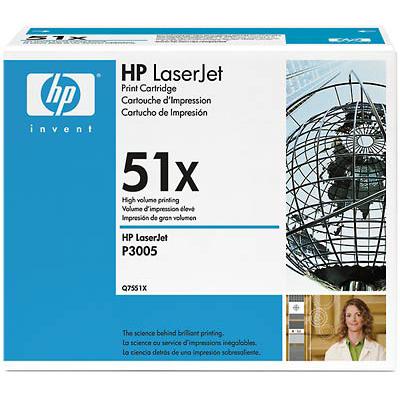 51x
hp
invent
HP LaserJet
Print Cartridge
Cartouche d'Impression
Cartucho de Impresión
51x
High volume printing
Volume d'impression élevé
Impresión de gran volumen
HP LaserJet
P3005
Q7551X
The science behind brilliant printing.
La science au service d'impressions inégalables.
La ciencia detrás de una impresión brillante.